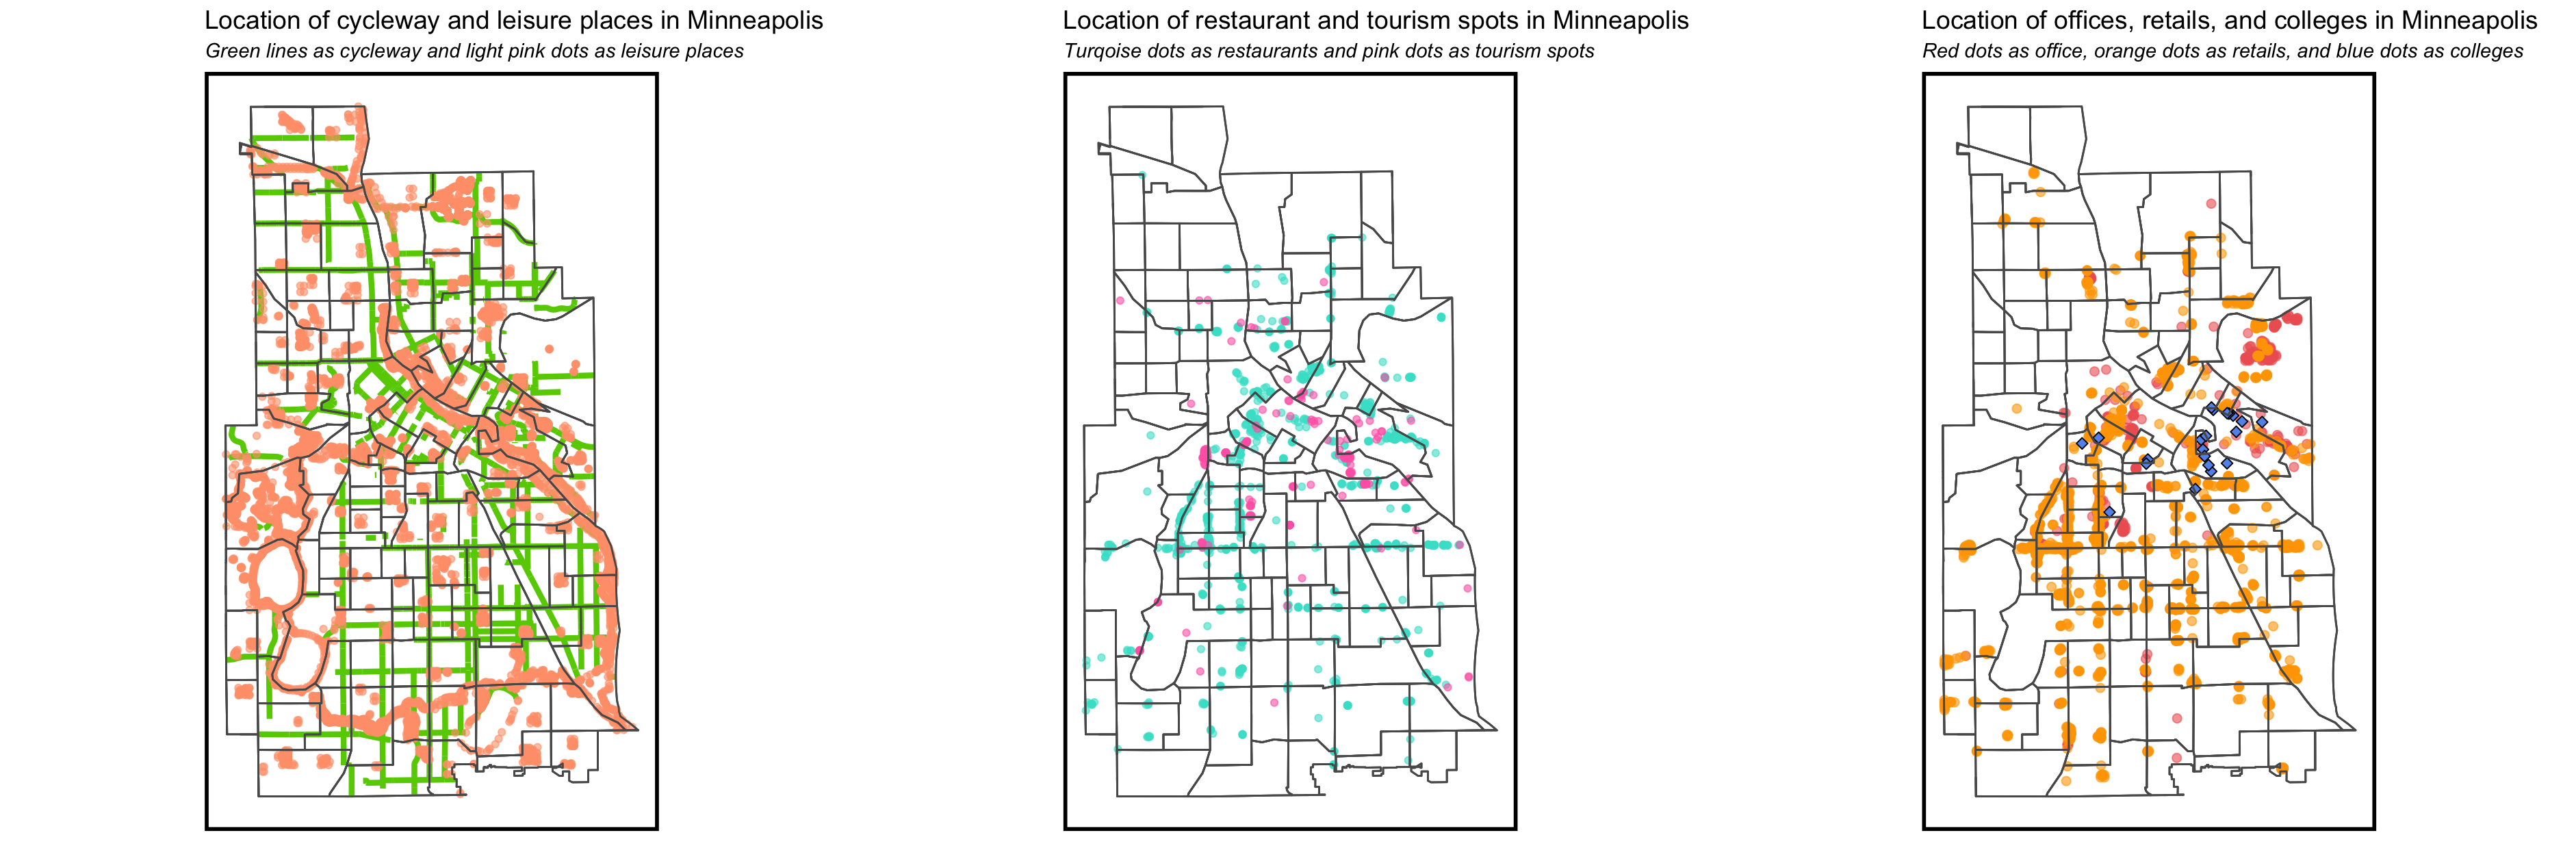 Location of cycleway and leisure places in Minneapolis
Green lines as cycleway and light pink dots as leisure places
Location of restaurant and tourism spots in Minneapolis
Turqoise dots as restaurants and pink dots as tourism spots
Location of offices, retails, and colleges in Minneapolis
Red dots as office, orange dots as retails, and blue dots as colleges